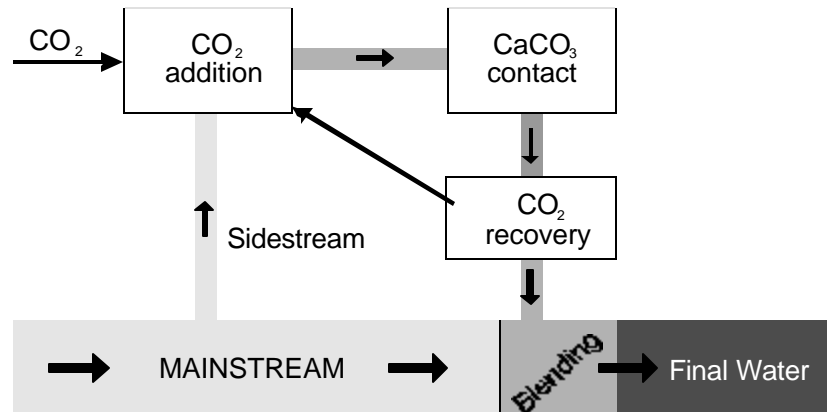 CO₂
CO₂
addition
CaCO₃
contact
CO₂
recovery
Sidestream
MAINSTREAM
Blending
Final Water